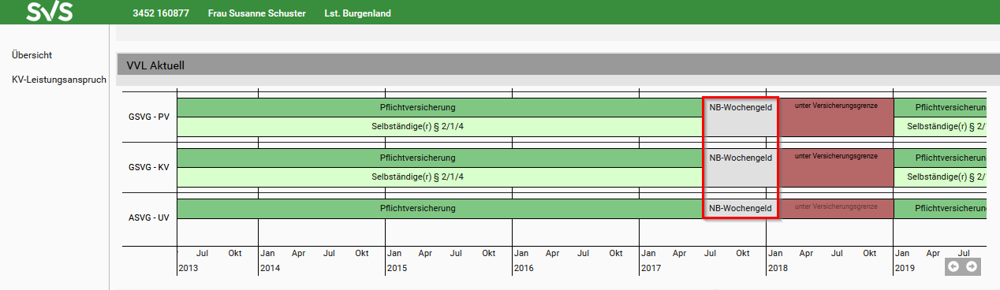 SVS 3452 160877 Frau Susanne Schuster Lst. Burgenland
Übersicht
KV-Leistungsanspruch
VVL Aktuell
GSVG - PV
Pflichtversicherung NB-Wochengeld unter Versicherungsgrenze Pflichtversicherun
Selbständige(r) § 2/1/4 Selbständige(r) § 2/
GSVG - KV
Pflichtversicherung NB-Wochengeld unter Versicherungsgrenze Pflichtversicherun
Selbständige(r) § 2/1/4 Selbständige(r) § 2/
ASVG - UV
Pflichtversicherung NB-Wochengeld unter Versicherungsgrenze Pflichtversicherun
Jul Okt Jan Apr Jul Okt Jan Apr Jul Okt Jan Apr Jul Okt Jan Apr Jul Okt Jan Apr Jul Okt Jan Apr Jul
2013 2014 2015 2016 2017 2018 2019